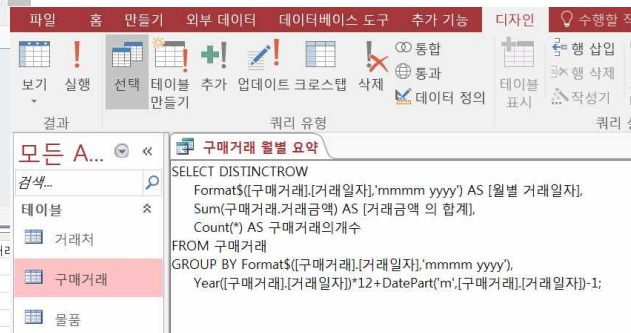 파일 홈 만들기 외부 데이터 데이터베이스 도구 추가 기능 디자인 수행할
보기 실행 선택 테이블 만들기 추가 업데이트 크로스탭 삭제 통합 통과 데이터 정의 테이블 표시 행 삽입 행 삭제 작성기
결과 쿼리 유형 쿼리
모든 A... «
구매거래 월별 요약
검색...
테이블
거래처
구매거래
물품
SELECT DISTINCTROW
Format$([구매거래].[거래일자],'mmmm yyyy') AS [월별 거래일자],
Sum(구매거래.거래금액) AS [거래금액 의 합계],
Count(*) AS 구매거래의개수
FROM 구매거래
GROUP BY Format$([구매거래].[거래일자],'mmmm yyyy'),
Year([구매거래].[거래일자])*12+DatePart('m',[구매거래].[거래일자])-1;